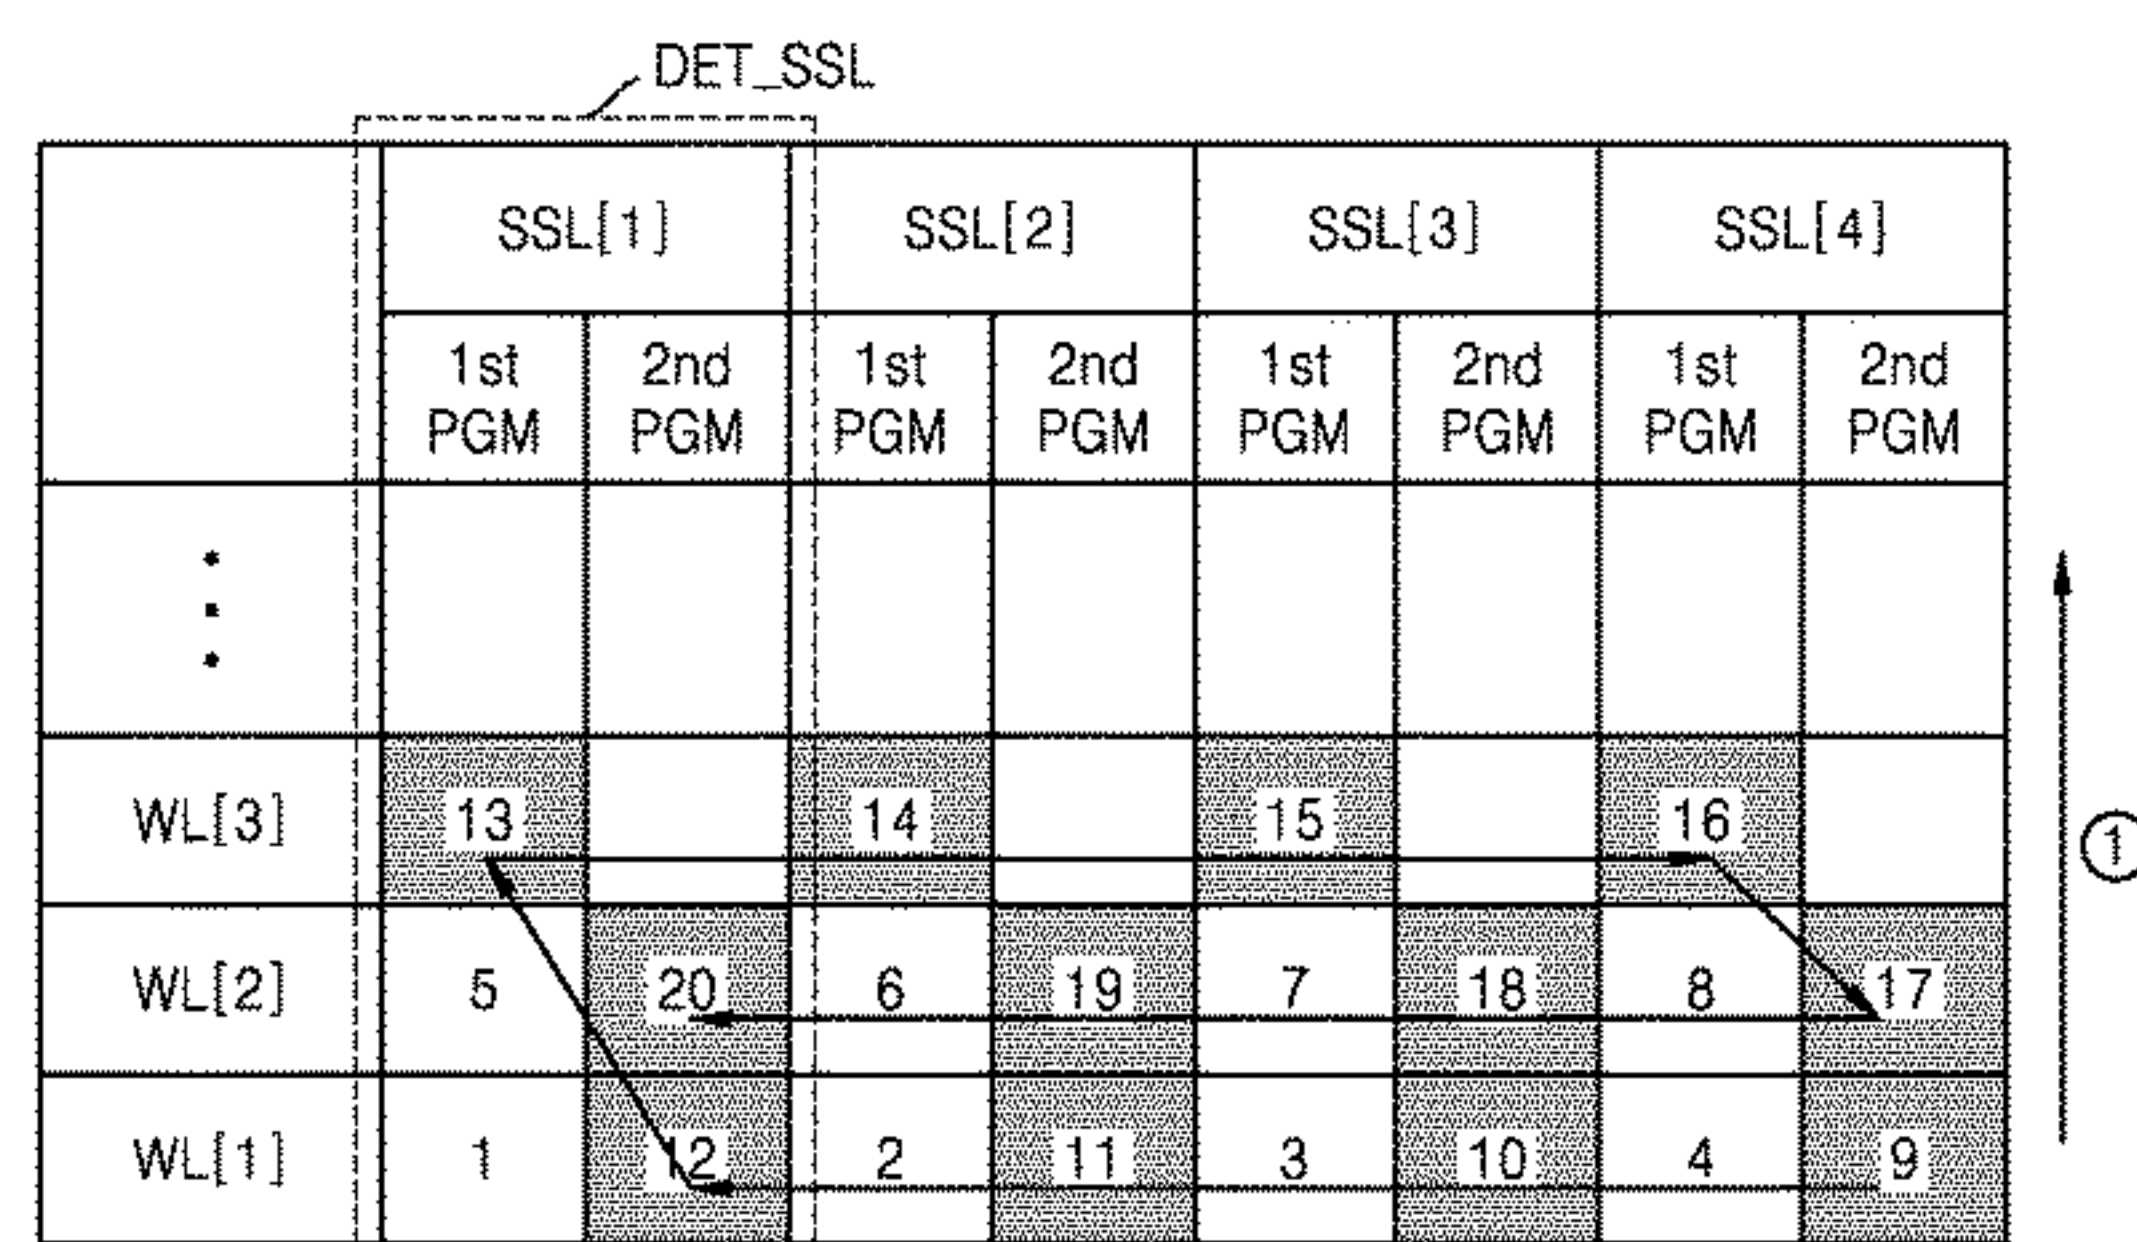 DET_SSL
SSL[1] SSL[2] SSL[3] SSL[4]
1st PGM 2nd PGM 1st PGM 2nd PGM 1st PGM 2nd PGM 1st PGM 2nd PGM
WL[3] 13 14 15 16
①
WL[2] 5 20 6 19 7 18 8 17
WL[1] 1 12 2 11 3 10 4 9